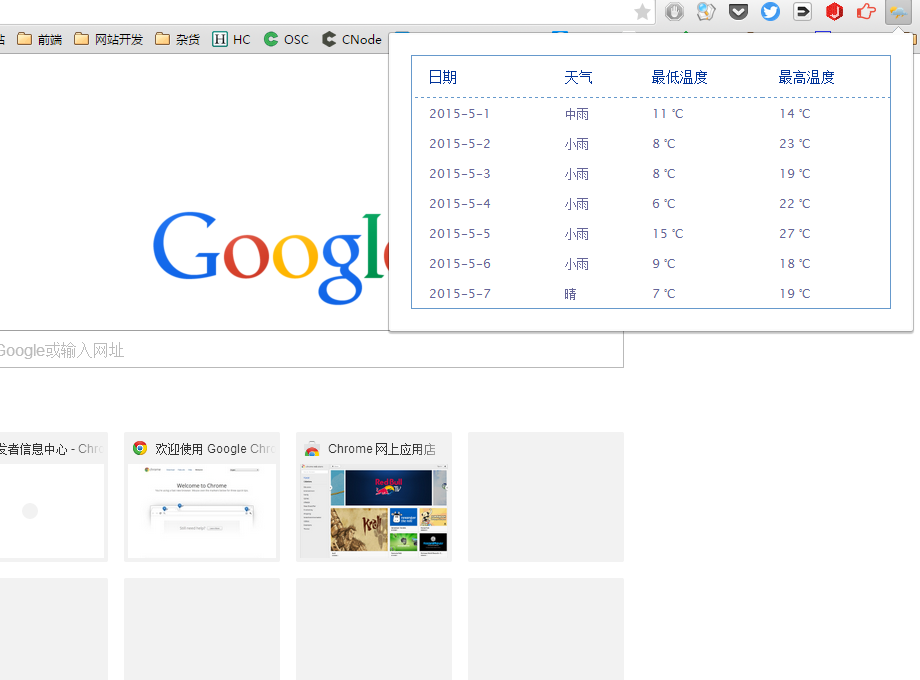 前端 网站开发 杂货 HC OSC CNode
日期 天气 最低温度 最高温度
2015-5-1 中雨 11 ℃ 14 ℃
2015-5-2 小雨 8 ℃ 23 ℃
2015-5-3 小雨 8 ℃ 19 ℃
2015-5-4 小雨 6 ℃ 22 ℃
2015-5-5 小雨 15 ℃ 27 ℃
2015-5-6 小雨 9 ℃ 18 ℃
2015-5-7 晴 7 ℃ 19 ℃
Google
Google或输入网址
发者信息中心 - Chro 欢迎使用 Google Chro Chrome 网上应用店
Welcome to Chrome
Red Bull
TV
Krall